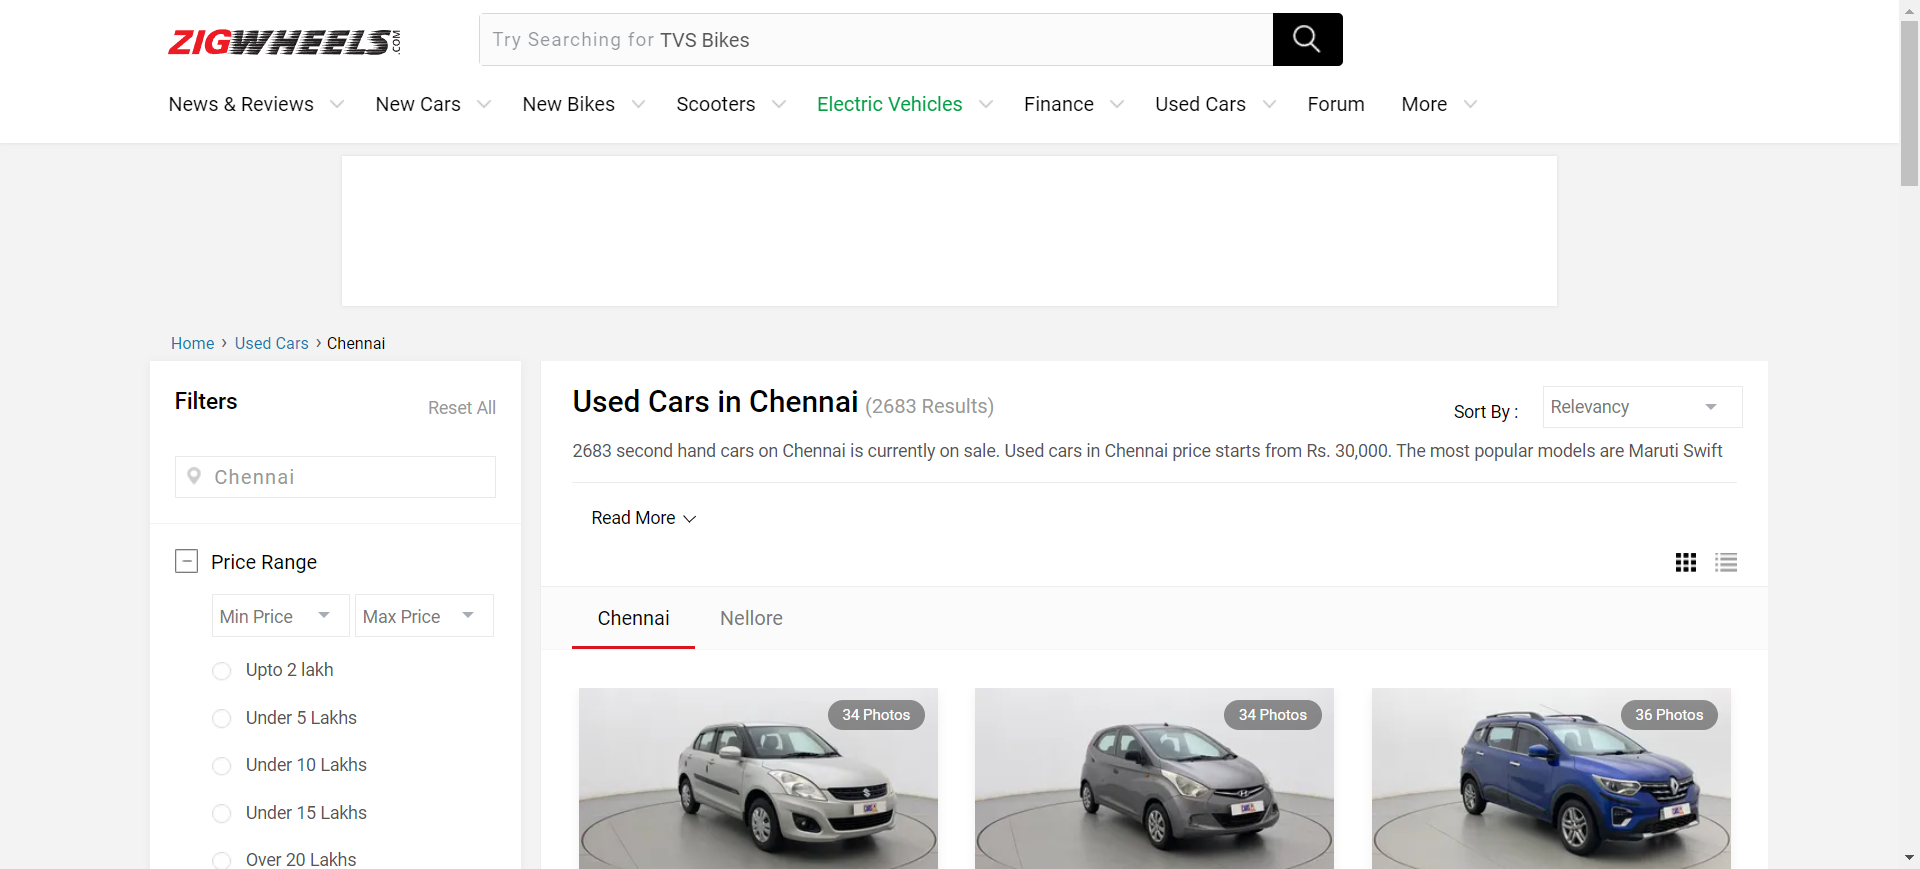 ZIGWHEELS.COM
Try Searching for TVS Bikes
News & Reviews New Cars New Bikes Scooters Electric Vehicles Finance Used Cars Forum More
Home › Used Cars › Chennai
Filters
Reset All
Chennai
Price Range
Min Price Max Price
Upto 2 lakh
Under 5 Lakhs
Under 10 Lakhs
Under 15 Lakhs
Over 20 Lakhs
Used Cars in Chennai (2683 Results)
Sort By : Relevancy
2683 second hand cars on Chennai is currently on sale. Used cars in Chennai price starts from Rs. 30,000. The most popular models are Maruti Swift
Read More
Chennai Nellore
34 Photos
34 Photos
36 Photos